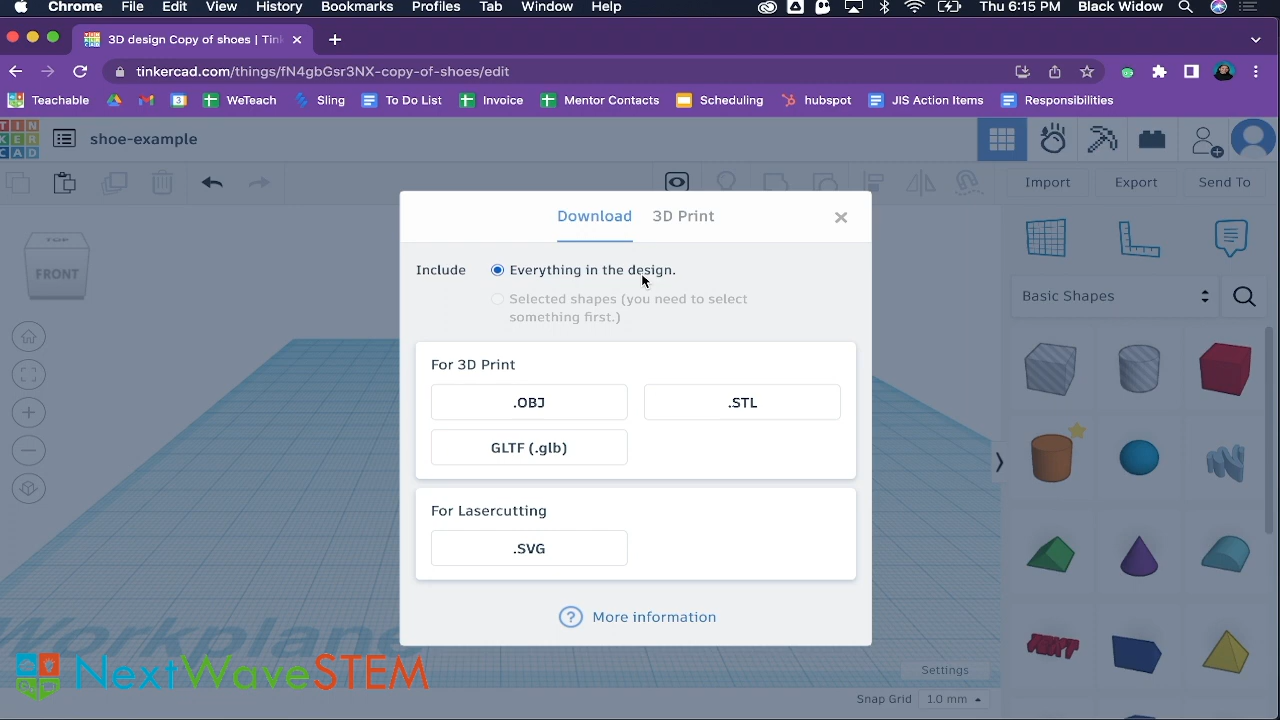 Chrome File Edit View History Bookmarks Profiles Tab Window Help Thu 6:15 PM Black Widow
3D design Copy of shoes | Tin
tinkercad.com/things/fN4gbGsr3NX-copy-of-shoes/edit
Teachable WeTeach Sling To Do List Invoice Mentor Contacts Scheduling hubspot JIS Action Items Responsibilities
TIN
KER
CAD
shoe-example
Import Export Send To
Download 3D Print
TOP
FRONT
Include Everything in the design.
Selected shapes (you need to select
something first.)
Basic Shapes
For 3D Print
.OBJ .STL
GLTF (.glb)
For Lasercutting
.SVG
More information
TEXT
Workplane
NextWaveSTEM
Settings
Snap Grid 1.0 mm